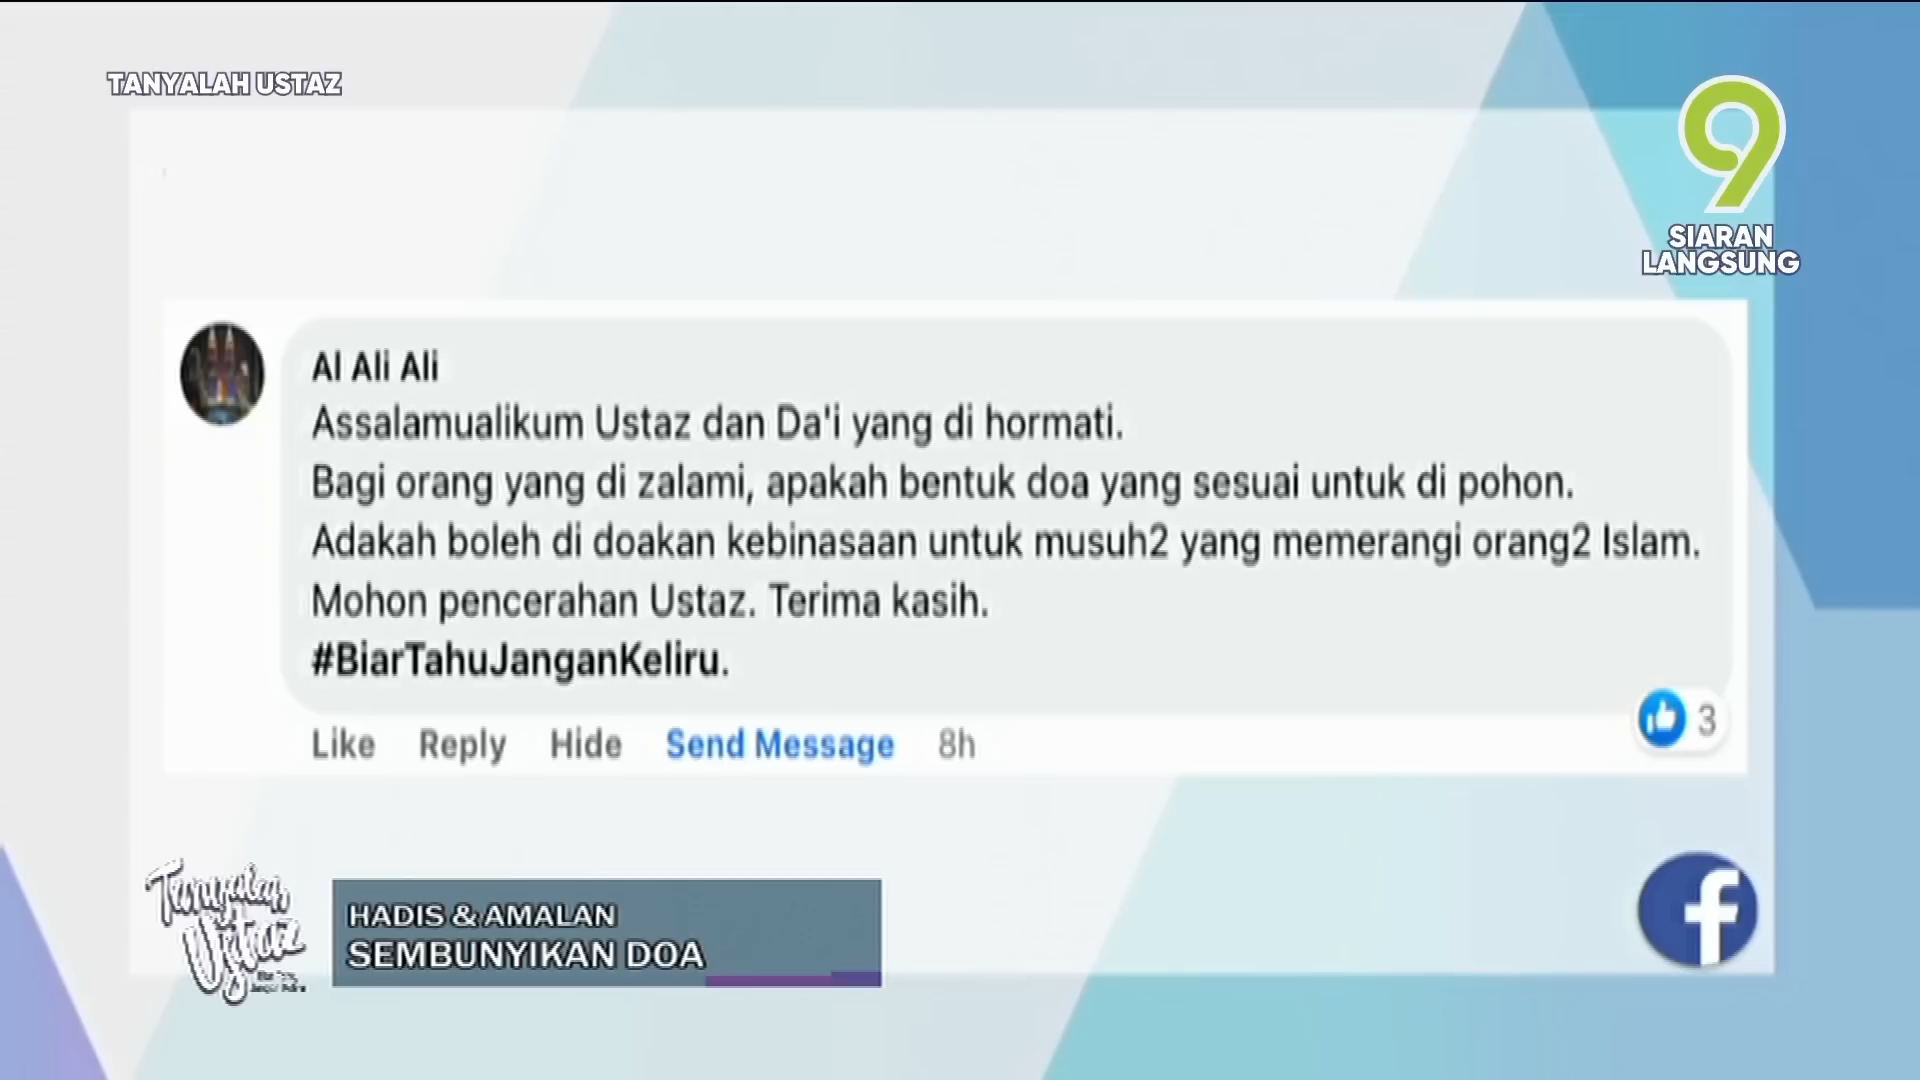 TANYALAH USTAZ
9
SIARAN
LANGSUNG
Al Ali Ali
Assalamualikum Ustaz dan Da'i yang di hormati.
Bagi orang yang di zalami, apakah bentuk doa yang sesuai untuk di pohon.
Adakah boleh di doakan kebinasaan untuk musuh2 yang memerangi orang2 Islam.
Mohon pencerahan Ustaz. Terima kasih.
#BiarTahuJanganKeliru.
Like Reply Hide Send Message 8h
3
Tanyalah
Ustaz
HADIS & AMALAN
SEMBUNYIKAN DOA
f